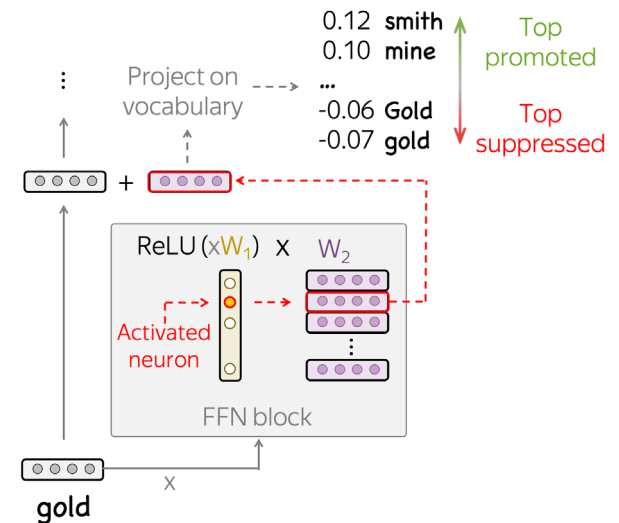 0.12 smith
0.10 mine
...
-0.06 Gold
-0.07 gold
Top
promoted
Top
suppressed
Project on
vocabulary
+
ReLU (xW₁) x W₂
Activated
neuron
FFN block
x
gold